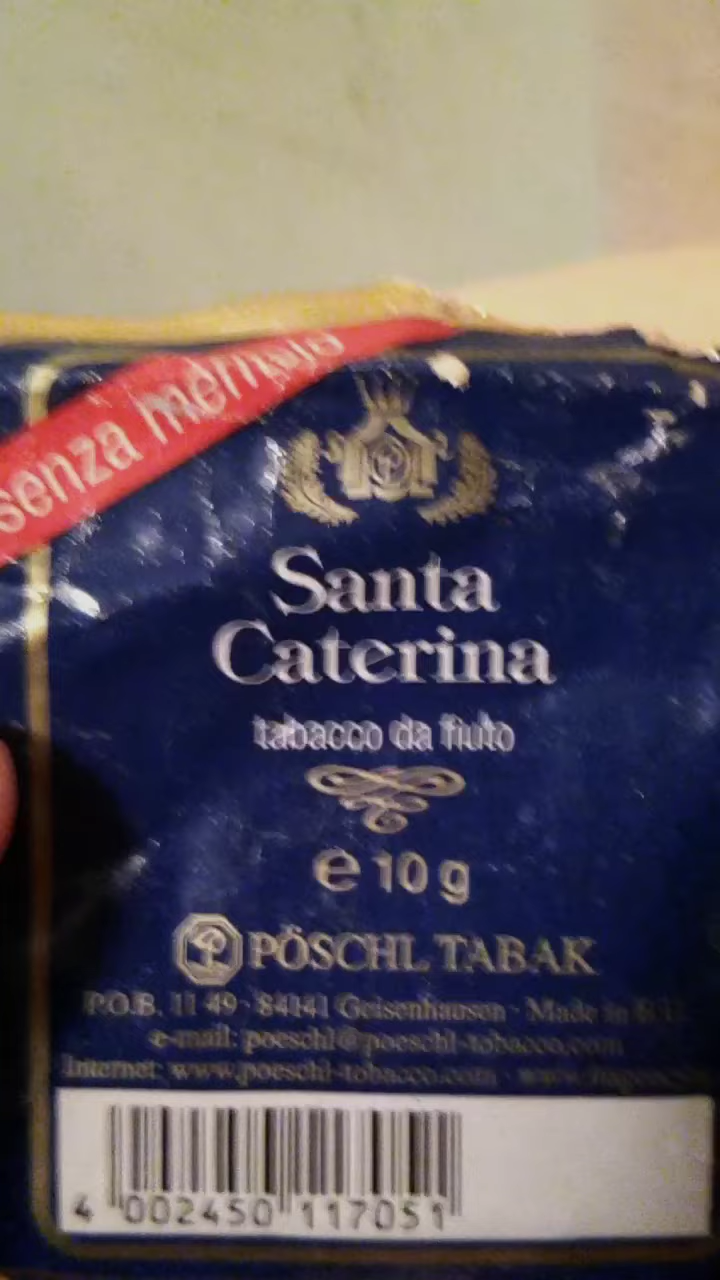 senza mentolo
Santa
Caterina
tabacco da fiuto
e 10 g
PÖSCHL TABAK
P.O.B. 11 49 · 84141 Geisenhausen · Made in
e-mail: poeschl@poeschl-tobacco.com
Internet: www.poeschl-tobacco.com ·
4 002450 117051